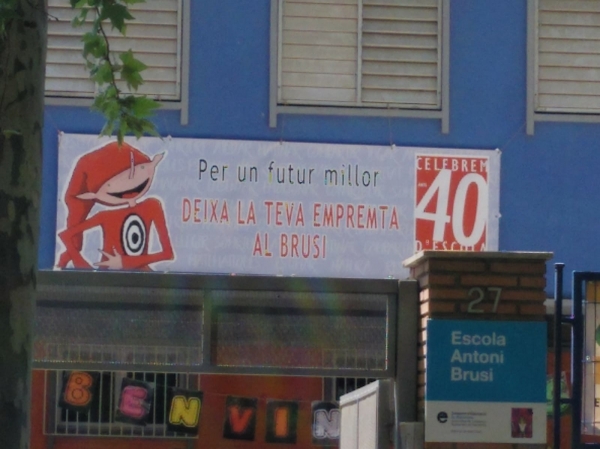 Per un futur millor
DEIXA LA TEVA EMPREMTA
AL BRUSI
CELEBREM
40
D'ESCOLA
27
Escola
Antoni
Brusi
e
BENVIN